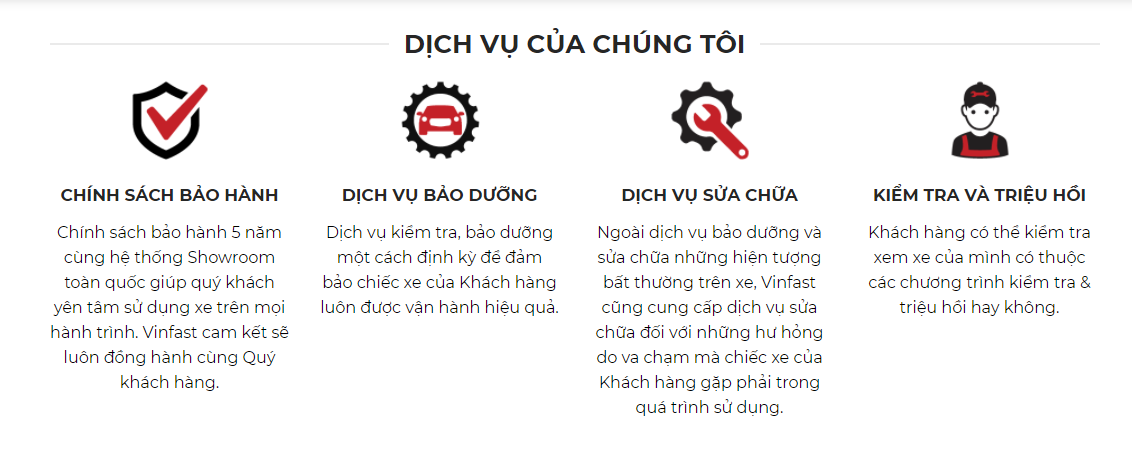 DỊCH VỤ CỦA CHÚNG TÔI
CHÍNH SÁCH BẢO HÀNH
Chính sách bảo hành 5 năm
cùng hệ thống Showroom
toàn quốc giúp quý khách
yên tâm sử dụng xe trên mọi
hành trình. Vinfast cam kết sẽ
luôn đồng hành cùng Quý
khách hàng.
DỊCH VỤ BẢO DƯỠNG
Dịch vụ kiểm tra, bảo dưỡng
một cách định kỳ để đảm
bảo chiếc xe của Khách hàng
luôn được vận hành hiệu quả.
DỊCH VỤ SỬA CHỮA
Ngoài dịch vụ bảo dưỡng và
sửa chữa những hiện tượng
bất thường trên xe, Vinfast
cũng cung cấp dịch vụ sửa
chữa đối với những hư hỏng
do va chạm mà chiếc xe của
Khách hàng gặp phải trong
quá trình sử dụng.
KIỂM TRA VÀ TRIỆU HỒI
Khách hàng có thể kiểm tra
xem xe của mình có thuộc
các chương trình kiểm tra &
triệu hồi hay không.